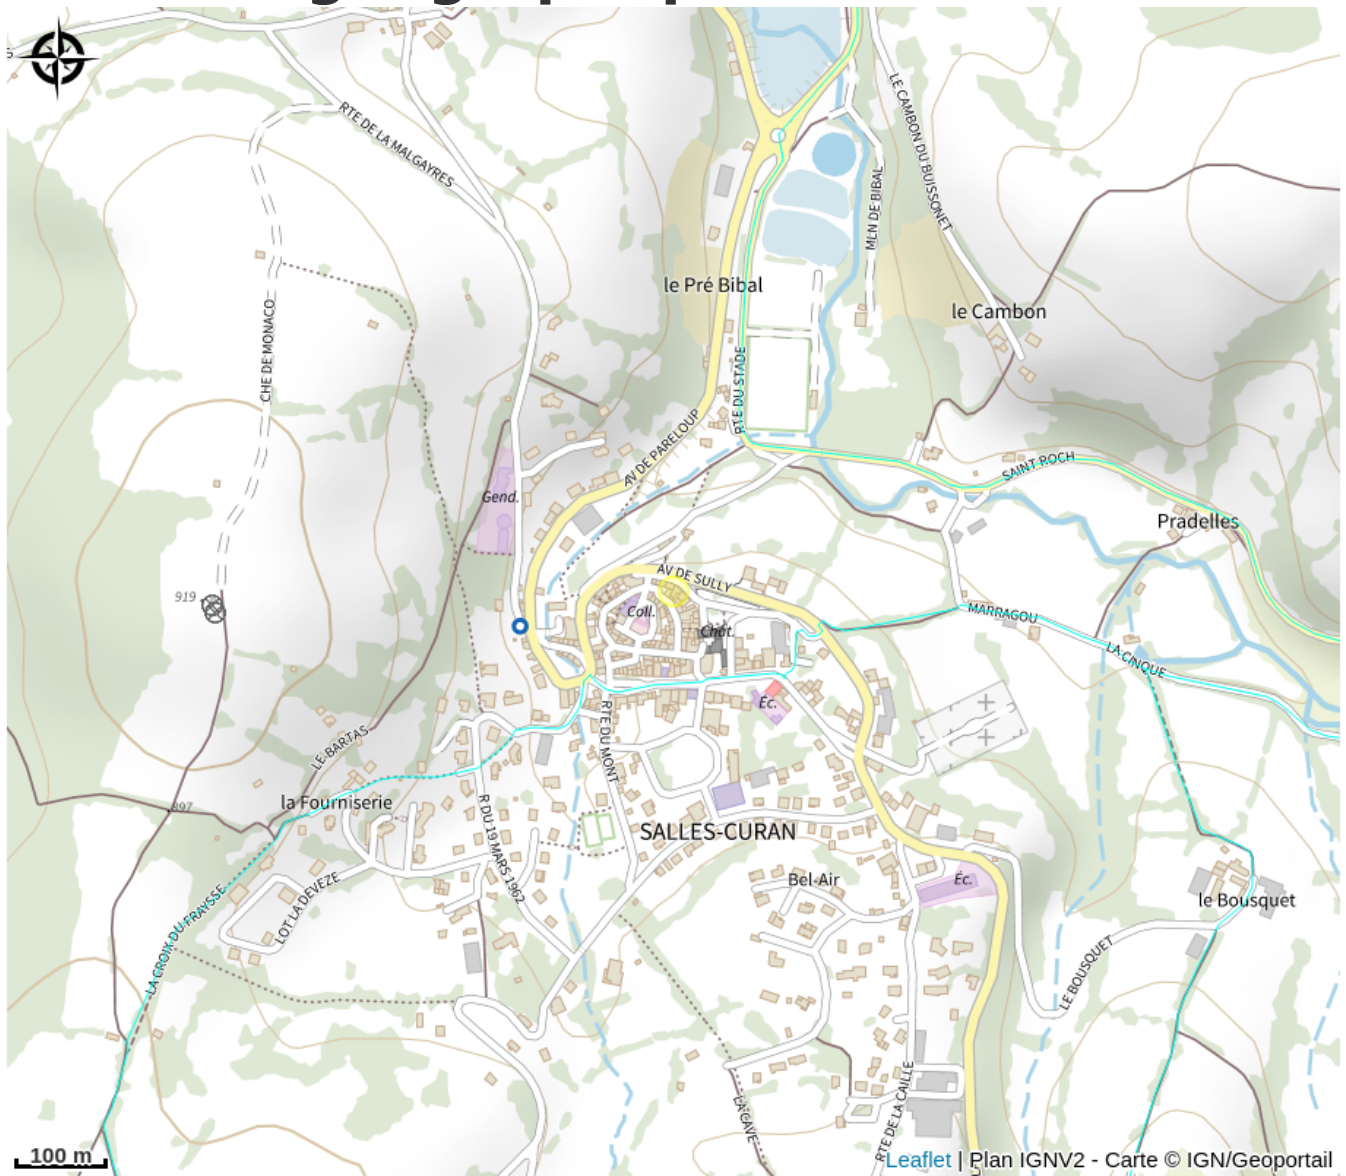 RTE DE LA MALGAYRES
LE CAMBON DU BUISSONET
MLN DE BIBAL
le Pré Bibal
le Cambon
CHE DE MONACO
RTE DU STADE
AV DE PARELOUP
SAINT ROCH
Gend.
Pradelles
AV DE SULLY
919
Coll.
Chât.
MARRAGOU
LA CINQUE
Éc.
RTE DU MONT
LE BARTAS
la Fourniserie
897
R DU 19 MARS 1962
SALLES-CURAN
Bel-Air
Éc.
le Bousquet
LOT LA DEVEZE
LA CROIX DU FRAYSSE
LE BOUSQUET
LA CAVE
RTE DE LA CAILLE
100 m
Leaflet | Plan IGNV2 - Carte © IGN/Geoportail